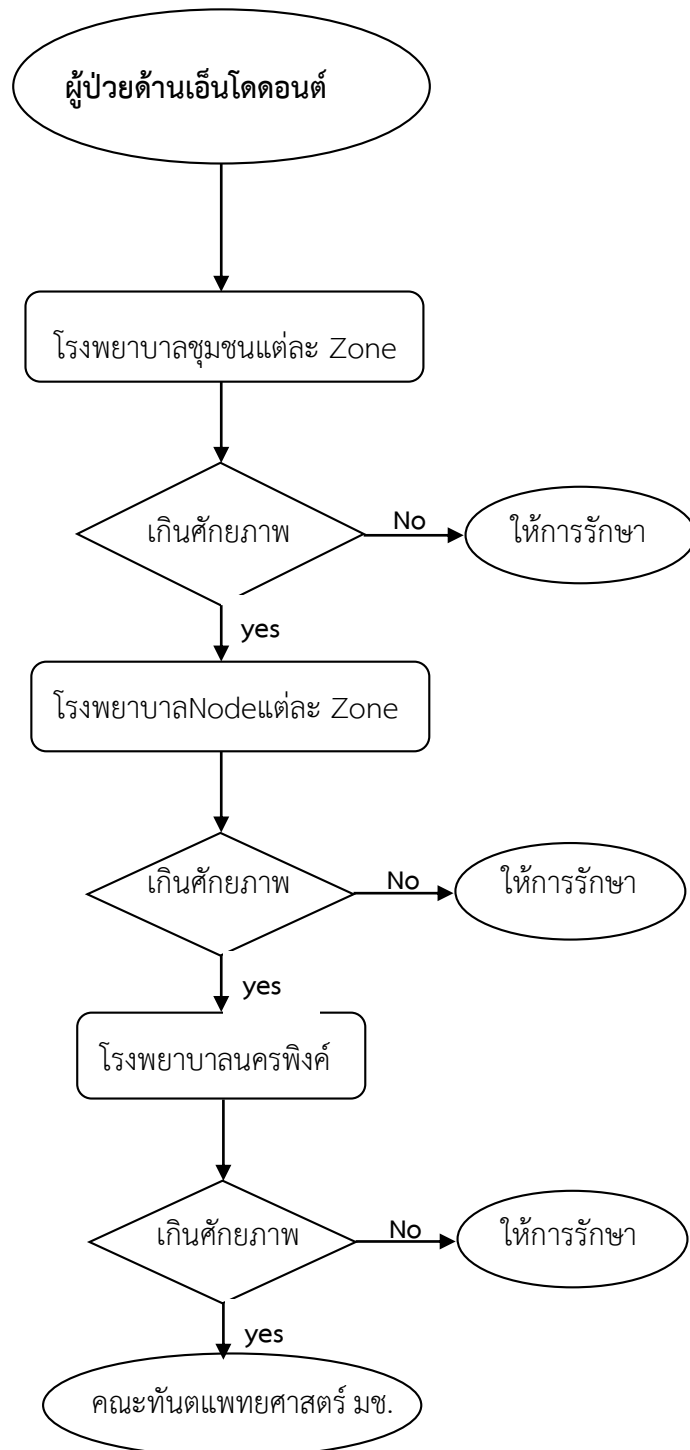 ผู้ป่วยด้านเอ็นโดดอนต์
โรงพยาบาลชุมชนแต่ละ Zone
เกินศักยภาพ
No
ให้การรักษา
yes
โรงพยาบาลNodeแต่ละ Zone
เกินศักยภาพ
No
ให้การรักษา
yes
โรงพยาบาลนครพิงค์
เกินศักยภาพ
No
ให้การรักษา
yes
คณะทันตแพทยศาสตร์ มช.